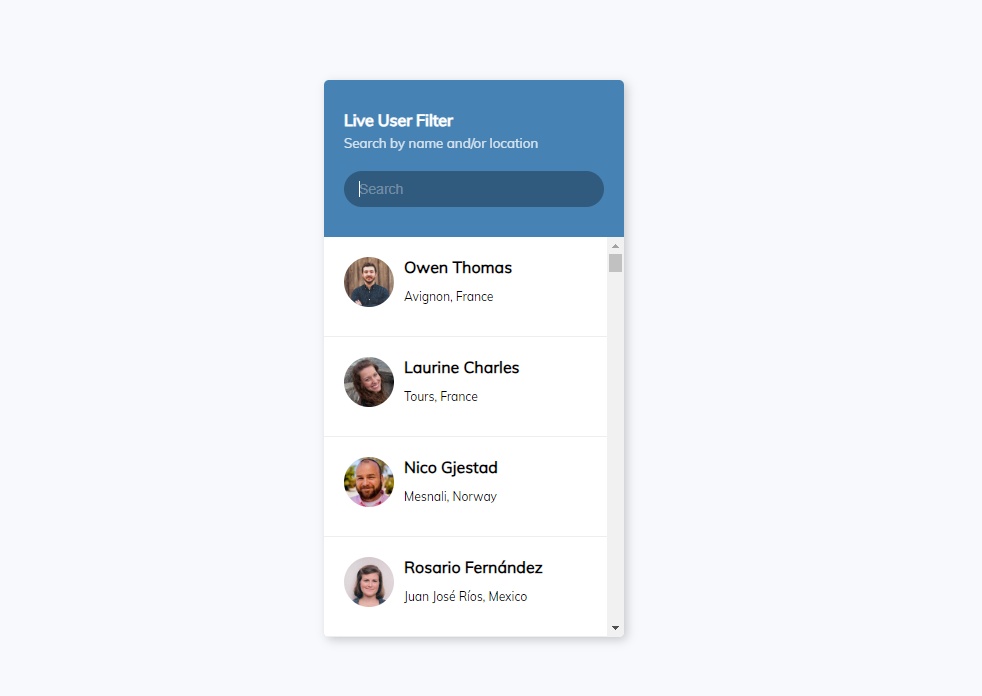 Live User Filter
Search by name and/or location
Search
Owen Thomas
Avignon, France
Laurine Charles
Tours, France
Nico Gjestad
Mesnali, Norway
Rosario Fernández
Juan José Ríos, Mexico